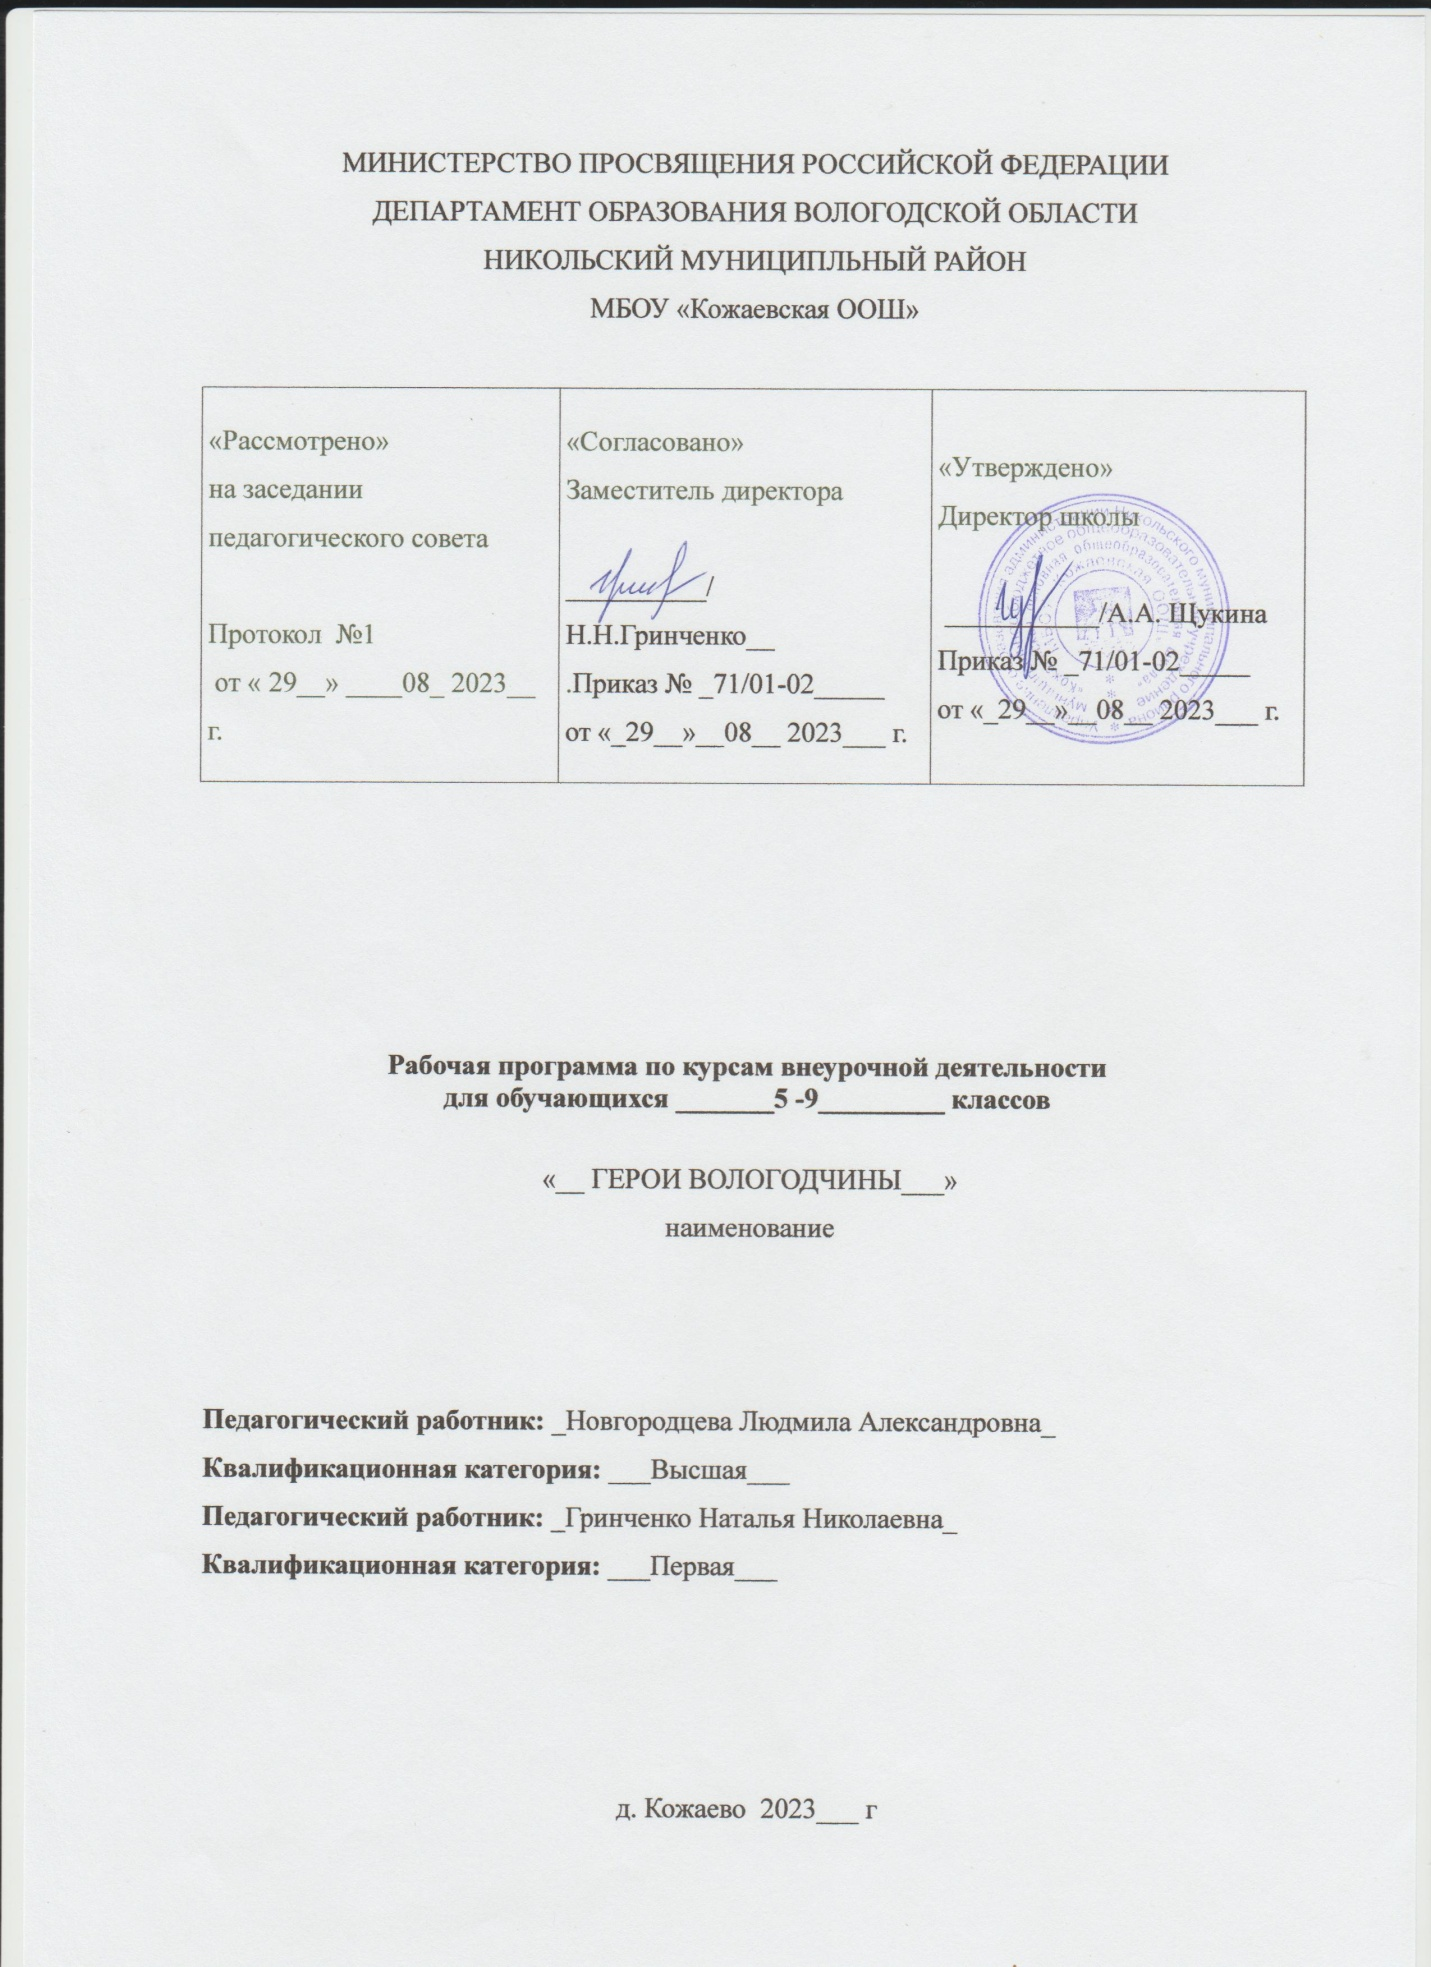 МИНИСТЕРСТВО ПРОСВЯЩЕНИЯ РОССИЙСКОЙ ФЕДЕРАЦИИ
ДЕПАРТАМЕНТ ОБРАЗОВАНИЯ ВОЛОГОДСКОЙ ОБЛАСТИ
НИКОЛЬСКИЙ МУНИЦИПЛЬНЫЙ РАЙОН
МБОУ «Кожаевская ООШ»
«Рассмотрено»
на заседании
педагогического совета
Протокол №1
от « 29__» ____08_ 2023__
г.
«Согласовано»
Заместитель директора
__________/
Н.Н.Гринченко__
.Приказ № _71/01-02_____
от «_29__»__08__ 2023___ г.
«Утверждено»
Директор школы
___________/А.А. Щукина
Приказ № _71/01-02_____
от «_29__»__08__ 2023___ г.
Рабочая программа по курсам внеурочной деятельности
для обучающихся _______5 -9_________ классов
«__ ГЕРОИ ВОЛОГОДЧИНЫ___»
наименование
Педагогический работник: _Новгородцева Людмила Александровна_
Квалификационная категория: ___Высшая___
Педагогический работник: _Гринченко Наталья Николаевна_
Квалификационная категория: ___Первая___
д. Кожаево 2023___ г